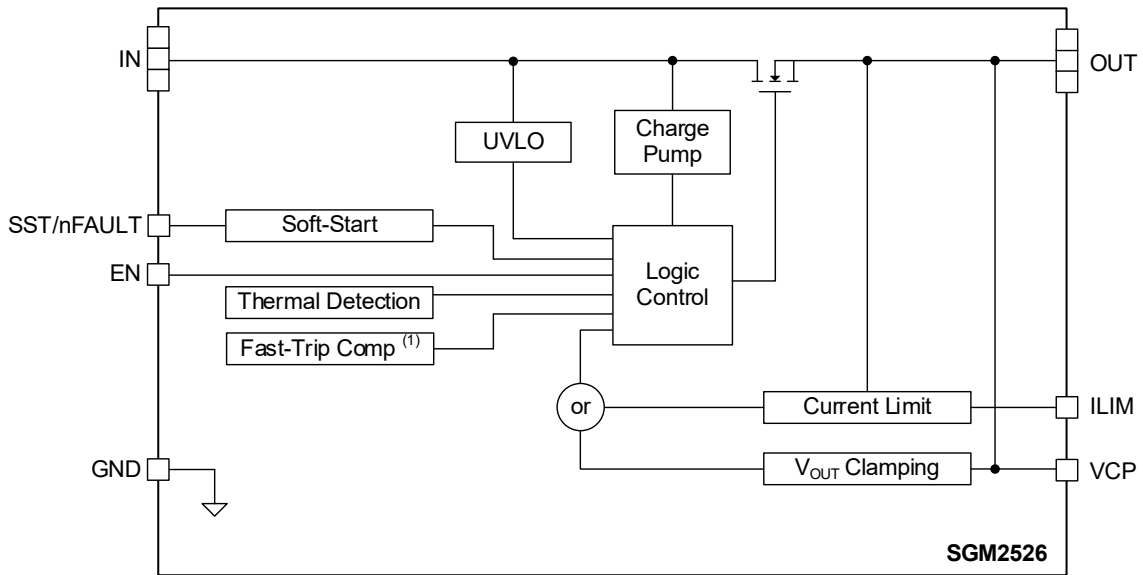 IN
OUT
UVLO
Charge
Pump
SST/nFAULT
Soft-Start
EN
Logic
Control
Thermal Detection
Fast-Trip Comp (1)
or
Current Limit
ILIM
GND
VOUT Clamping
VCP
SGM2526